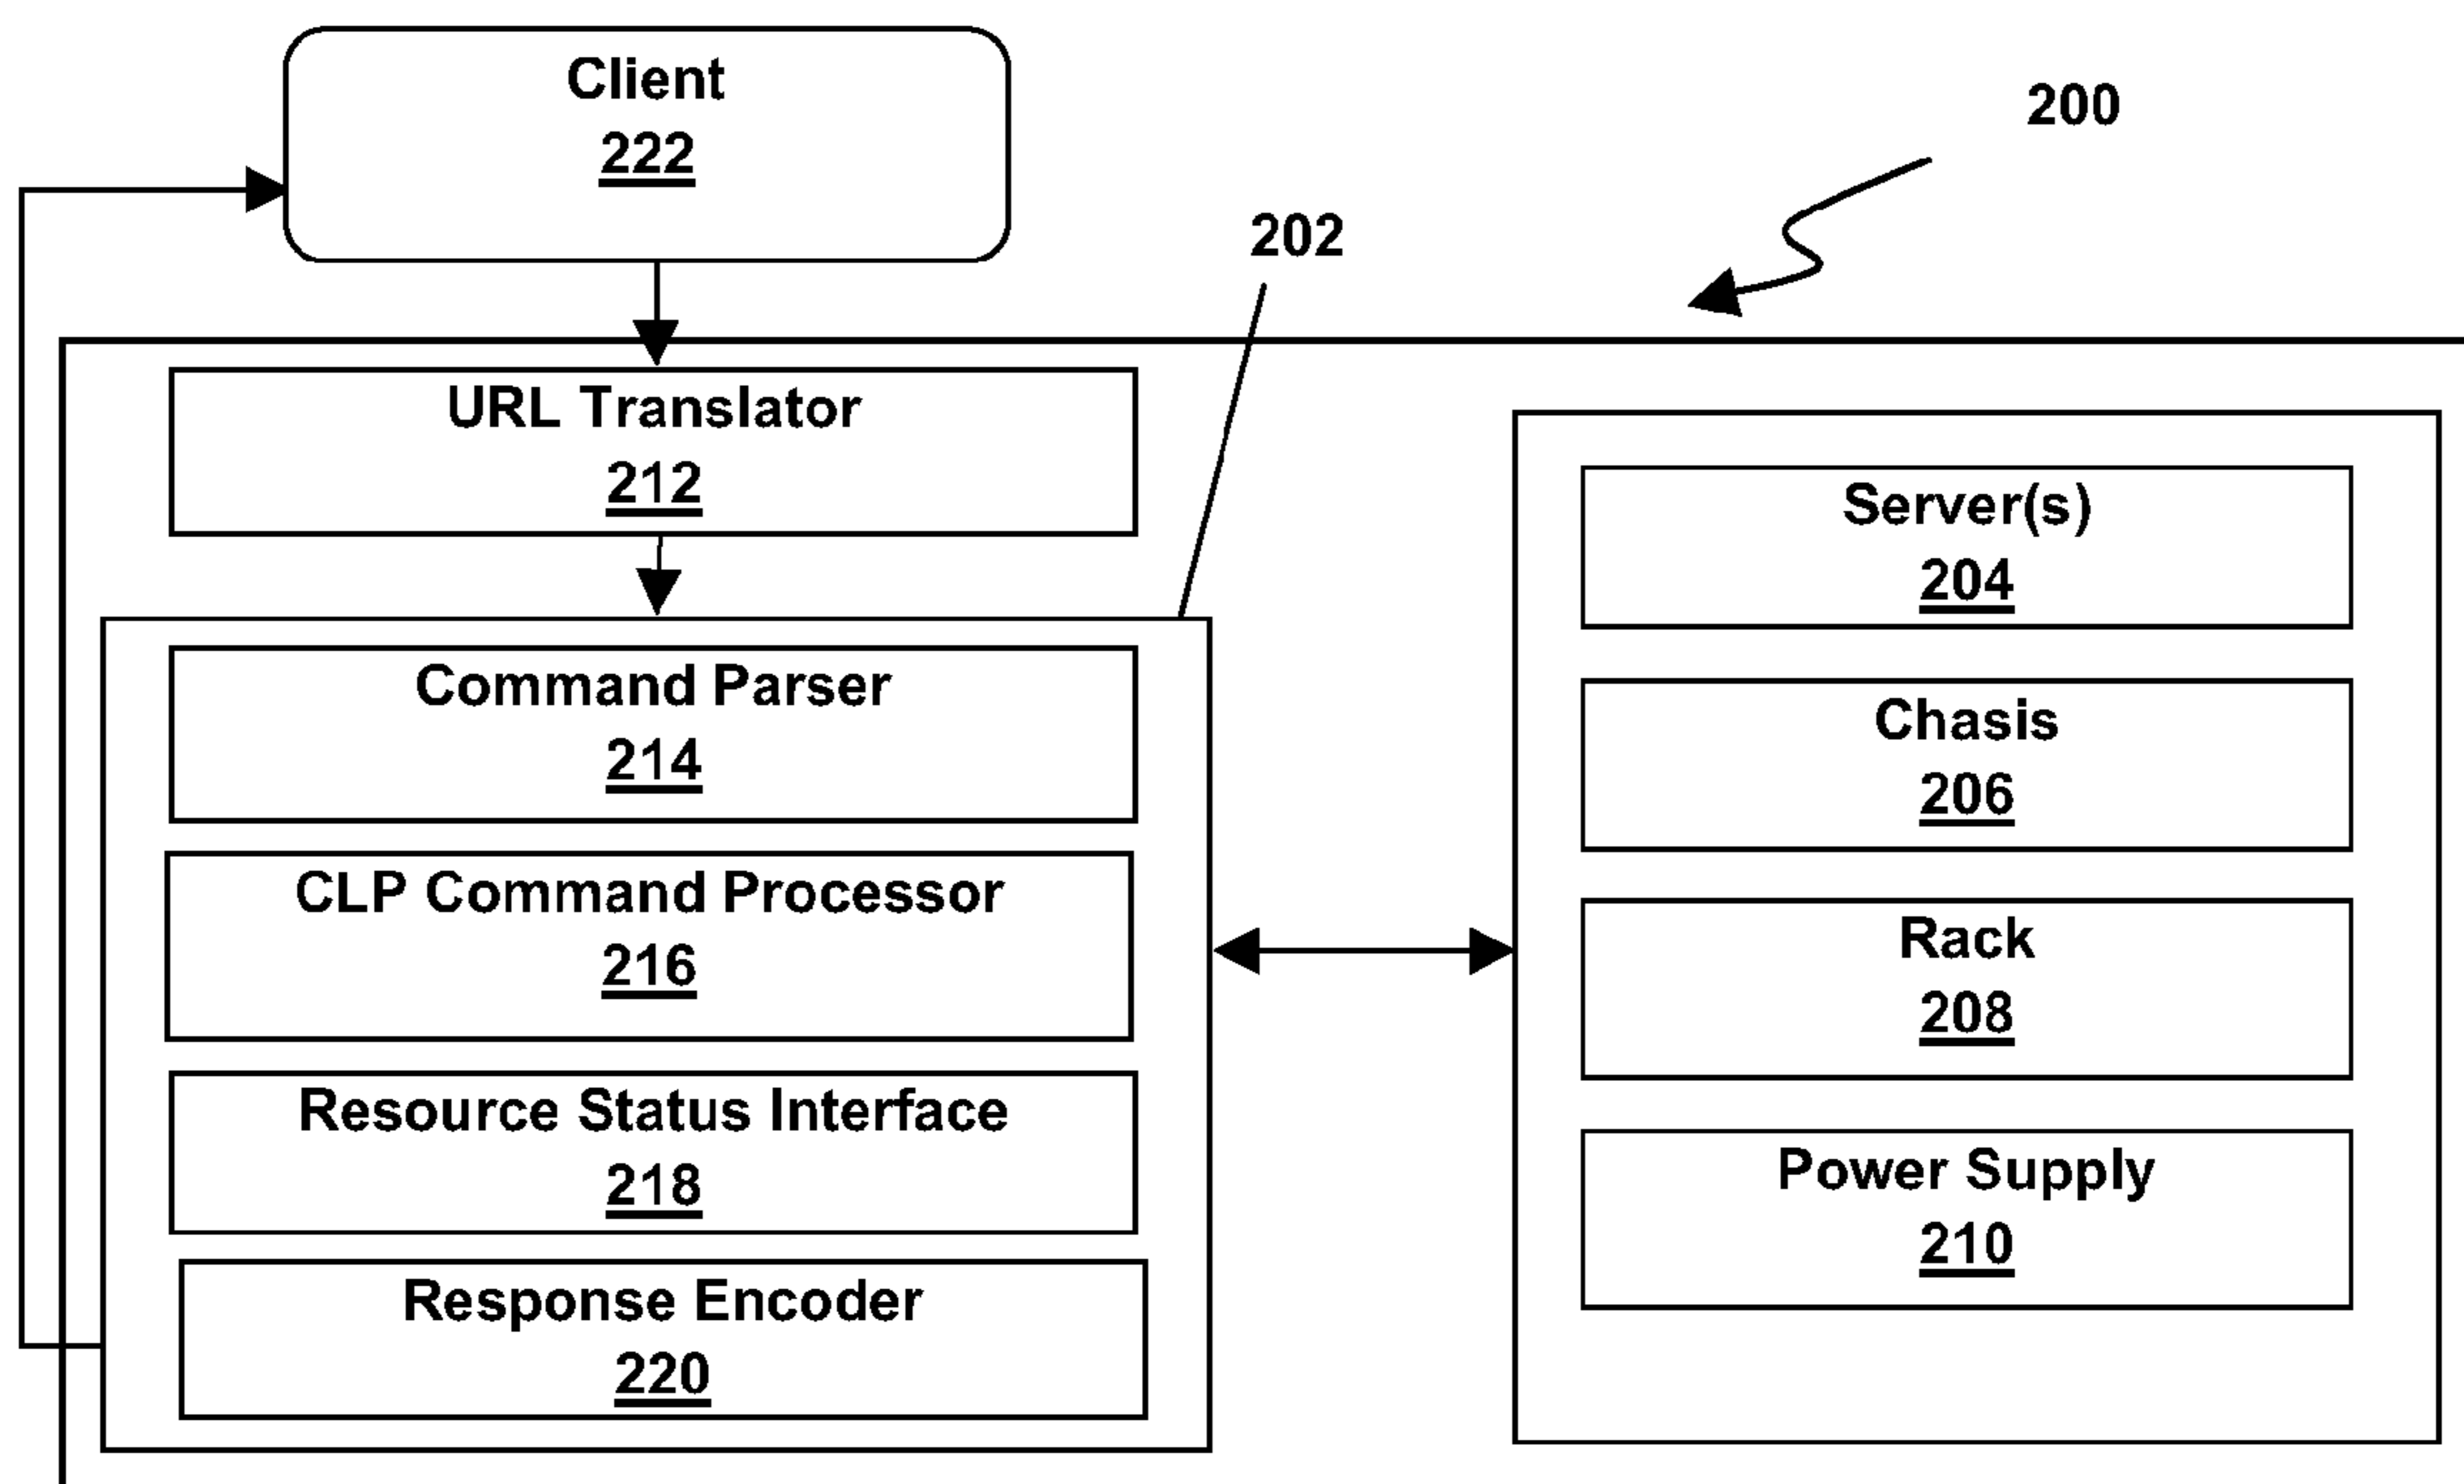 Client
222
200
202
URL Translator
212
Command Parser
214
CLP Command Processor
216
Resource Status Interface
218
Response Encoder
220
Server(s)
204
Chasis
206
Rack
208
Power Supply
210